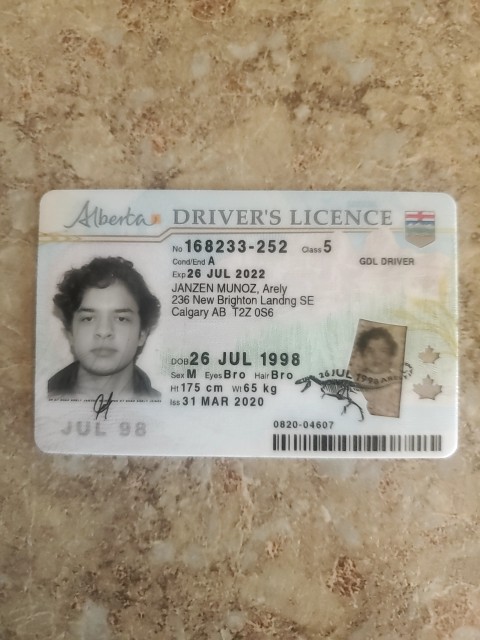 Alberta DRIVER'S LICENCE
No 168233-252 Class 5
Cond/End A GDL DRIVER
Exp 26 JUL 2022
JANZEN MUNOZ, Arely
236 New Brighton Landng SE
Calgary AB T2Z 0S6
DOB 26 JUL 1998
Sex M Eyes Bro Hair Bro
Ht 175 cm Wt 65 kg
Iss 31 MAR 2020
26 JUL 1998
JUL 98
0820-04607